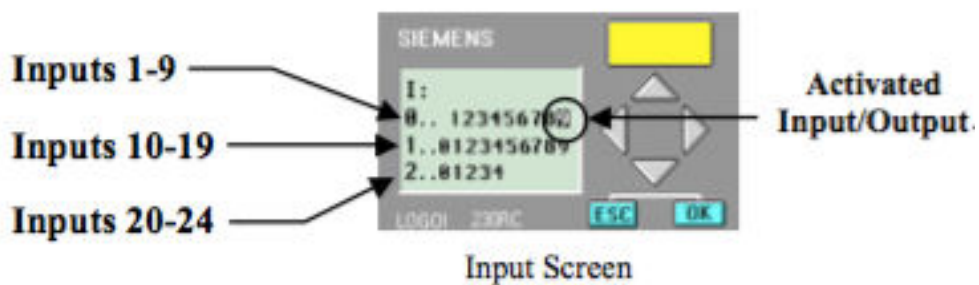 SIEMENS
Inputs 1-9
I:
Activated
Input/Output
0.. 123456789
Inputs 10-19
1..0123456789
2..01234
Inputs 20-24
LOGO! 230RC
ESC
OK
Input Screen